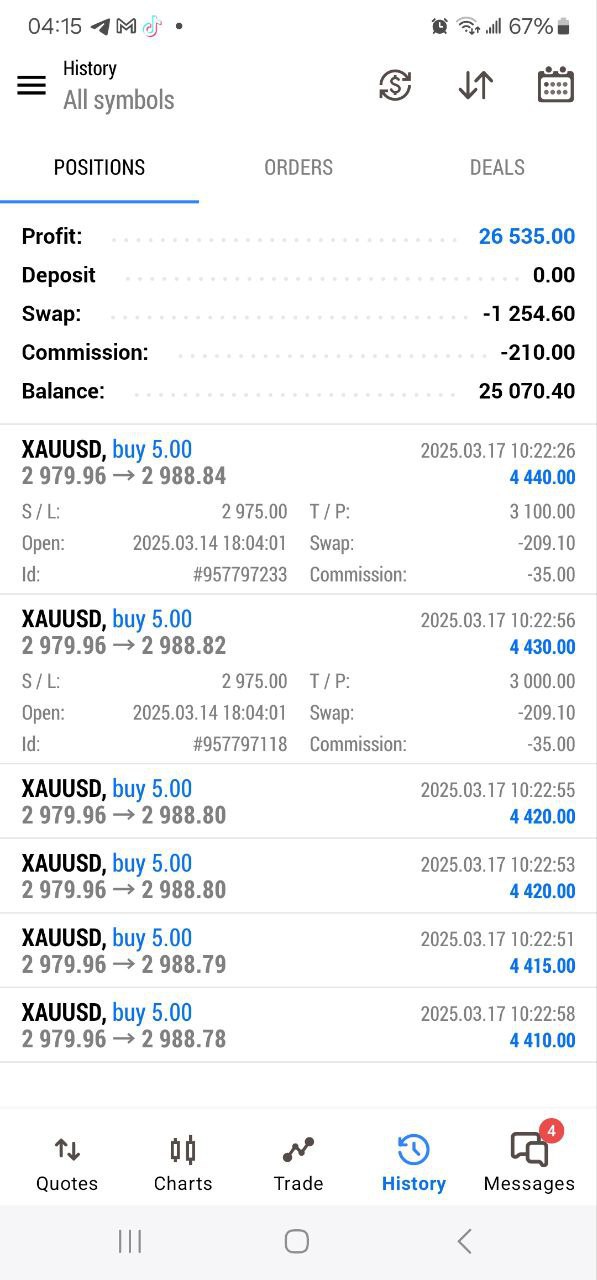 04:15 67%
History
All symbols
POSITIONS ORDERS DEALS
Profit: 26 535.00
Deposit 0.00
Swap: -1 254.60
Commission: -210.00
Balance: 25 070.40
XAUUSD, buy 5.00 2025.03.17 10:22:26
2 979.96 → 2 988.84 4 440.00
S / L: 2 975.00 T / P: 3 100.00
Open: 2025.03.14 18:04:01 Swap: -209.10
Id: #957797233 Commission: -35.00
XAUUSD, buy 5.00 2025.03.17 10:22:56
2 979.96 → 2 988.82 4 430.00
S / L: 2 975.00 T / P: 3 000.00
Open: 2025.03.14 18:04:01 Swap: -209.10
Id: #957797118 Commission: -35.00
XAUUSD, buy 5.00 2025.03.17 10:22:55
2 979.96 → 2 988.80 4 420.00
XAUUSD, buy 5.00 2025.03.17 10:22:53
2 979.96 → 2 988.80 4 420.00
XAUUSD, buy 5.00 2025.03.17 10:22:51
2 979.96 → 2 988.79 4 415.00
XAUUSD, buy 5.00 2025.03.17 10:22:58
2 979.96 → 2 988.78 4 410.00
4
Quotes Charts Trade History Messages